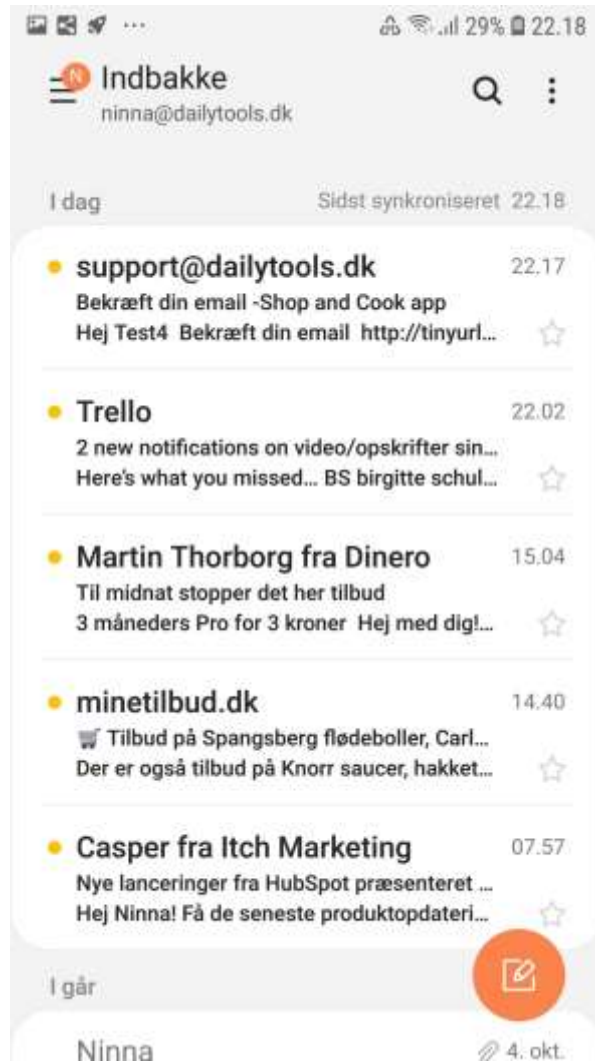 29% 22.18
N
Indbakke
ninna@dailytools.dk
I dag Sidst synkroniseret 22.18
support@dailytools.dk 22.17
Bekræft din email -Shop and Cook app
Hej Test4 Bekræft din email http://tinyurl...
Trello 22.02
2 new notifications on video/opskrifter sin...
Here's what you missed... BS birgitte schul...
Martin Thorborg fra Dinero 15.04
Til midnat stopper det her tilbud
3 måneders Pro for 3 kroner Hej med dig!...
minetilbud.dk 14.40
🛒 Tilbud på Spangsberg flødeboller, Carl...
Der er også tilbud på Knorr saucer, hakket...
Casper fra Itch Marketing 07.57
Nye lanceringer fra HubSpot præsenteret ...
Hej Ninna! Få de seneste produktopdateri...
I går
Ninna 4. okt.